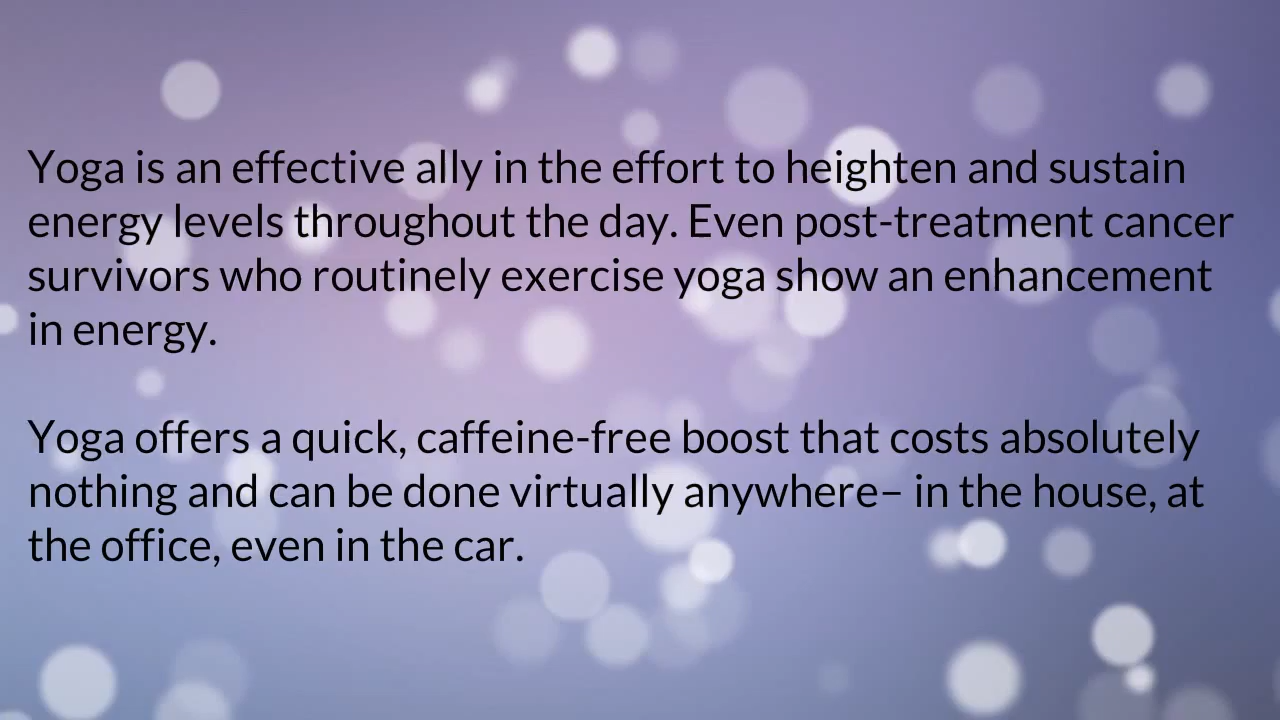 Yoga is an effective ally in the effort to heighten and sustain
energy levels throughout the day. Even post-treatment cancer
survivors who routinely exercise yoga show an enhancement
in energy.
Yoga offers a quick, caffeine-free boost that costs absolutely
nothing and can be done virtually anywhere– in the house, at
the office, even in the car.